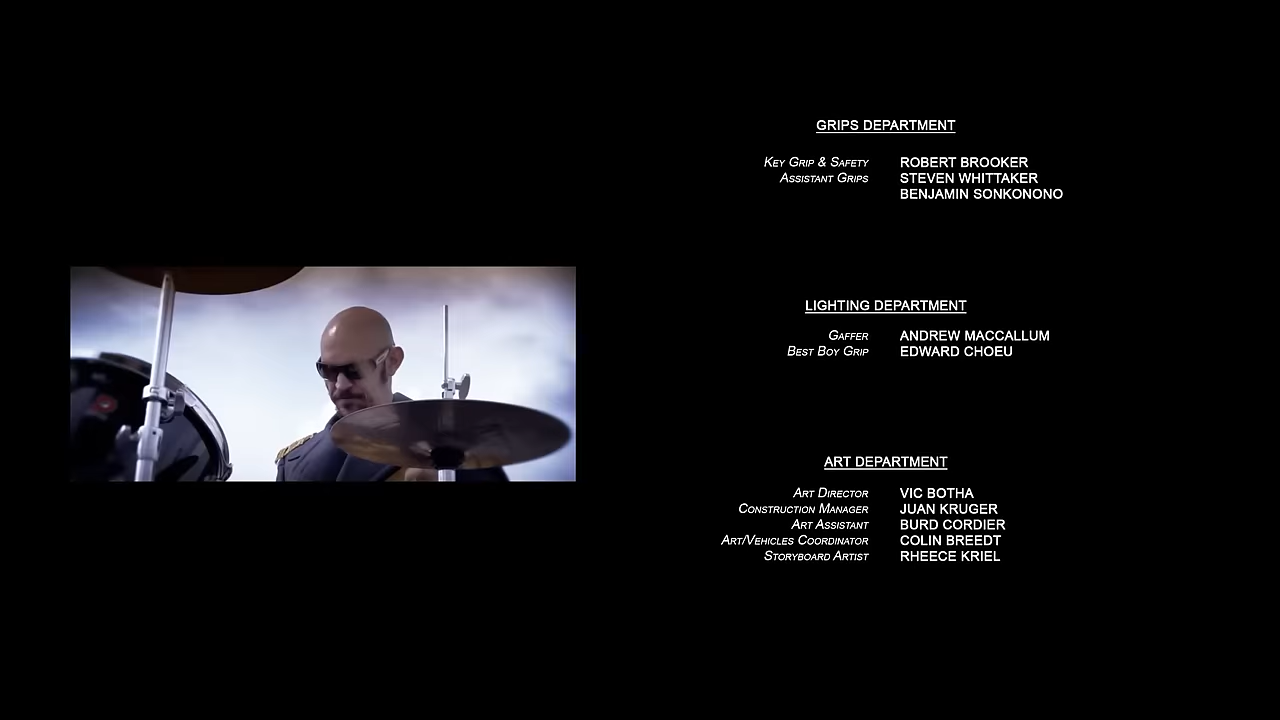 GRIPS DEPARTMENT
Key Grip & Safety ROBERT BROOKER
Assistant Grips STEVEN WHITTAKER
BENJAMIN SONKONONO
LIGHTING DEPARTMENT
Gaffer ANDREW MACCALLUM
Best Boy Grip EDWARD CHOEU
ART DEPARTMENT
Art Director VIC BOTHA
Construction Manager JUAN KRUGER
Art Assistant BURD CORDIER
Art/Vehicles Coordinator COLIN BREEDT
Storyboard Artist RHEECE KRIEL